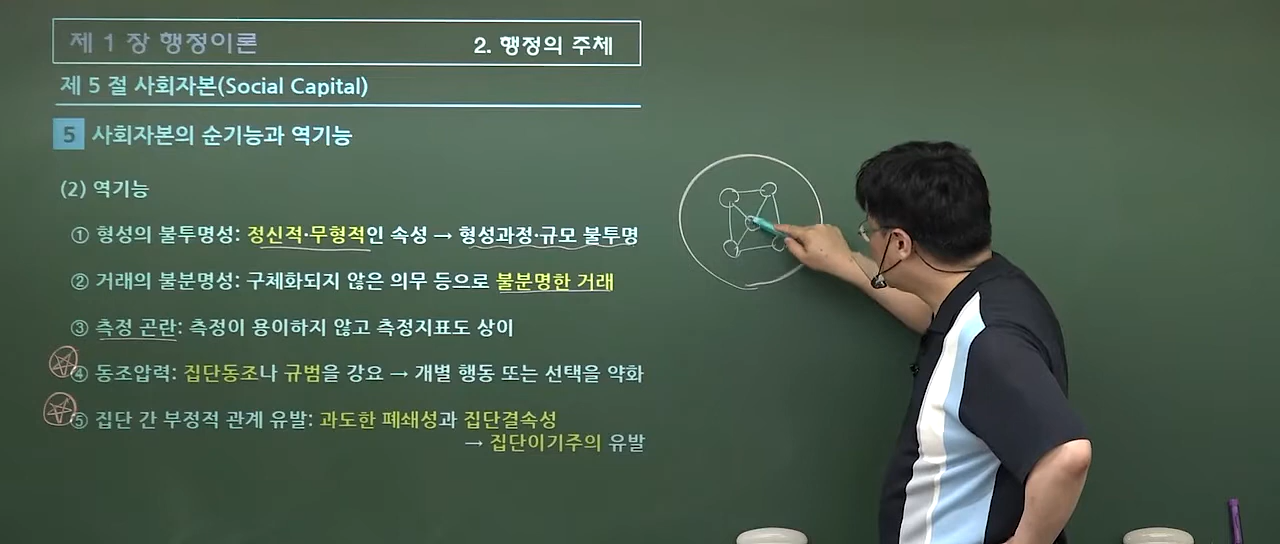 제 1 장 행정이론
2. 행정의 주체
제 5 절 사회자본(Social Capital)
5 사회자본의 순기능과 역기능
(2) 역기능
① 형성의 불투명성: 정신적·무형적인 속성 → 형성과정·규모 불투명
② 거래의 불분명성: 구체화되지 않은 의무 등으로 불분명한 거래
③ 측정 곤란: 측정이 용이하지 않고 측정지표도 상이
④ 동조압력: 집단동조나 규범을 강요 → 개별 행동 또는 선택을 약화
⑤ 집단 간 부정적 관계 유발: 과도한 폐쇄성과 집단결속성
→ 집단이기주의 유발